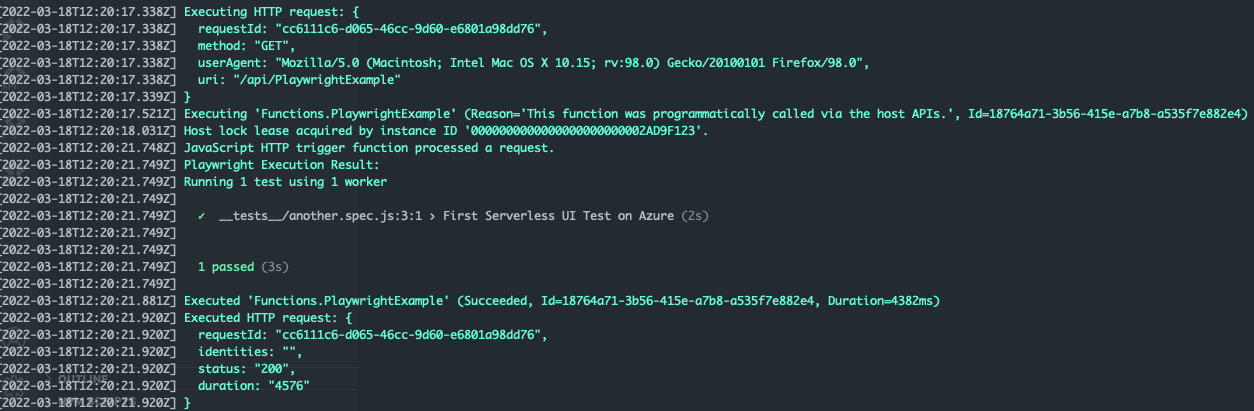 [2022-03-18T12:20:17.338Z] Executing HTTP request: {
[2022-03-18T12:20:17.338Z]   requestId: "cc6111c6-d065-46cc-9d60-e6801a98dd76",
[2022-03-18T12:20:17.338Z]   method: "GET",
[2022-03-18T12:20:17.338Z]   userAgent: "Mozilla/5.0 (Macintosh; Intel Mac OS X 10.15; rv:98.0) Gecko/20100101 Firefox/98.0",
[2022-03-18T12:20:17.338Z]   uri: "/api/PlaywrightExample"
[2022-03-18T12:20:17.339Z] }
[2022-03-18T12:20:17.521Z] Executing 'Functions.PlaywrightExample' (Reason='This function was programmatically called via the host APIs.', Id=18764a71-3b56-415e-a7b8-a535f7e882e4)
[2022-03-18T12:20:18.031Z] Host lock lease acquired by instance ID '0000000000000000000000002AD9F123'.
[2022-03-18T12:20:21.748Z] JavaScript HTTP trigger function processed a request.
[2022-03-18T12:20:21.749Z] Playwright Execution Result:
[2022-03-18T12:20:21.749Z] Running 1 test using 1 worker
[2022-03-18T12:20:21.749Z]
[2022-03-18T12:20:21.749Z]   ✓  __tests__/another.spec.js:3:1 › First Serverless UI Test on Azure (2s)
[2022-03-18T12:20:21.749Z]
[2022-03-18T12:20:21.749Z]
[2022-03-18T12:20:21.749Z]   1 passed (3s)
[2022-03-18T12:20:21.749Z]
[2022-03-18T12:20:21.881Z] Executed 'Functions.PlaywrightExample' (Succeeded, Id=18764a71-3b56-415e-a7b8-a535f7e882e4, Duration=4382ms)
[2022-03-18T12:20:21.920Z] Executed HTTP request: {
[2022-03-18T12:20:21.920Z]   requestId: "cc6111c6-d065-46cc-9d60-e6801a98dd76",
[2022-03-18T12:20:21.920Z]   identities: "",
[2022-03-18T12:20:21.920Z]   status: "200",
[2022-03-18T12:20:21.920Z]   duration: "4576"
OUTLINE
[2022-03-18T12:20:21.920Z] }